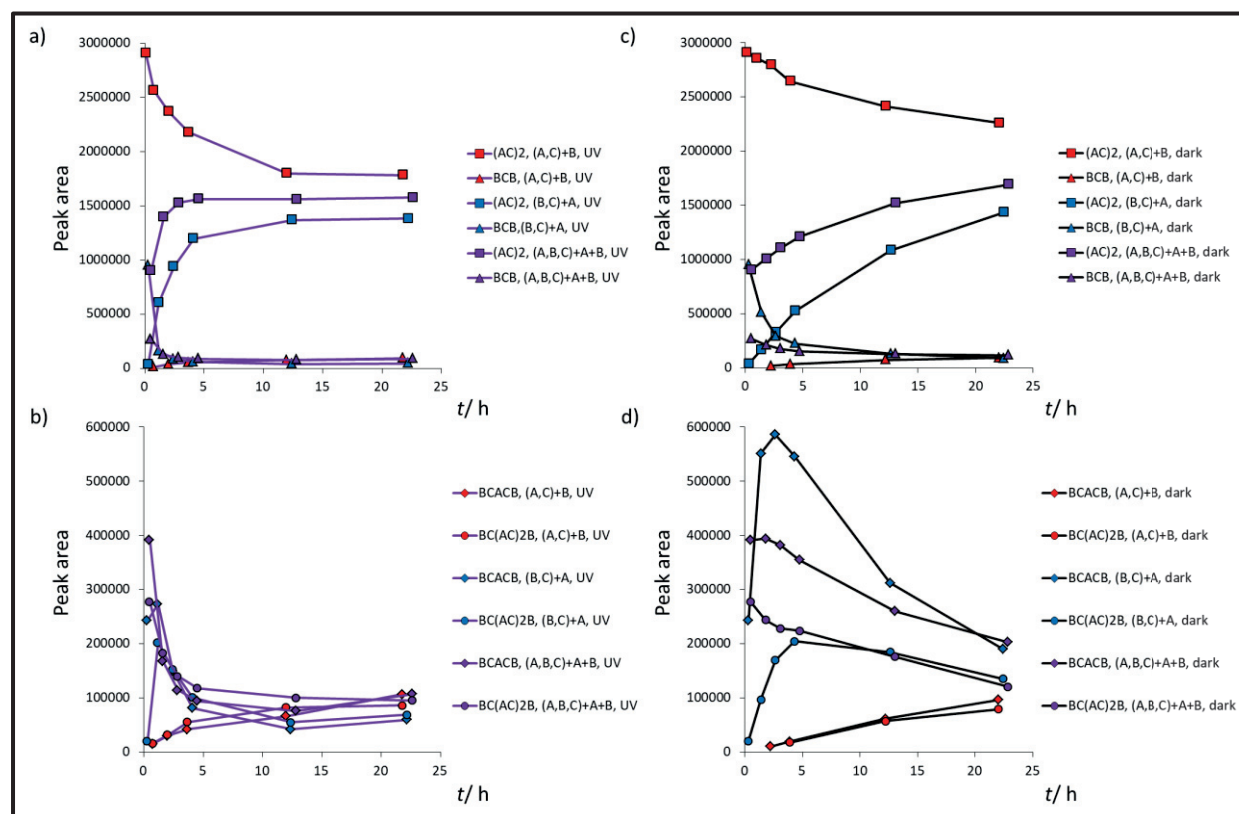 a)
3000000
2500000
2000000
1500000
1000000
500000
0
Peak area
0 5 10 15 20 25
t/ h
(AC)2, (A,C)+B, UV
BCB, (A,C)+B, UV
(AC)2, (B,C)+A, UV
BCB,(B,C)+A, UV
(AC)2, (A,B,C)+A+B, UV
BCB, (A,B,C)+A+B, UV
c)
3000000
2500000
2000000
1500000
1000000
500000
0
Peak area
0 5 10 15 20 25
t/ h
(AC)2, (A,C)+B, dark
BCB, (A,C)+B, dark
(AC)2, (B,C)+A, dark
BCB, (B,C)+A, dark
(AC)2, (A,B,C)+A+B, dark
BCB, (A,B,C)+A+B, dark
b)
600000
500000
400000
300000
200000
100000
0
Peak area
0 5 10 15 20 25
t/ h
BCACB, (A,C)+B, UV
BC(AC)2B, (A,C)+B, UV
BCACB, (B,C)+A, UV
BC(AC)2B, (B,C)+A, UV
BCACB, (A,B,C)+A+B, UV
BC(AC)2B, (A,B,C)+A+B, UV
d)
600000
500000
400000
300000
200000
100000
0
Peak area
0 5 10 15 20 25
t/ h
BCACB, (A,C)+B, dark
BC(AC)2B, (A,C)+B, dark
BCACB, (B,C)+A, dark
BC(AC)2B, (B,C)+A, dark
BCACB, (A,B,C)+A+B, dark
BC(AC)2B, (A,B,C)+A+B, dark